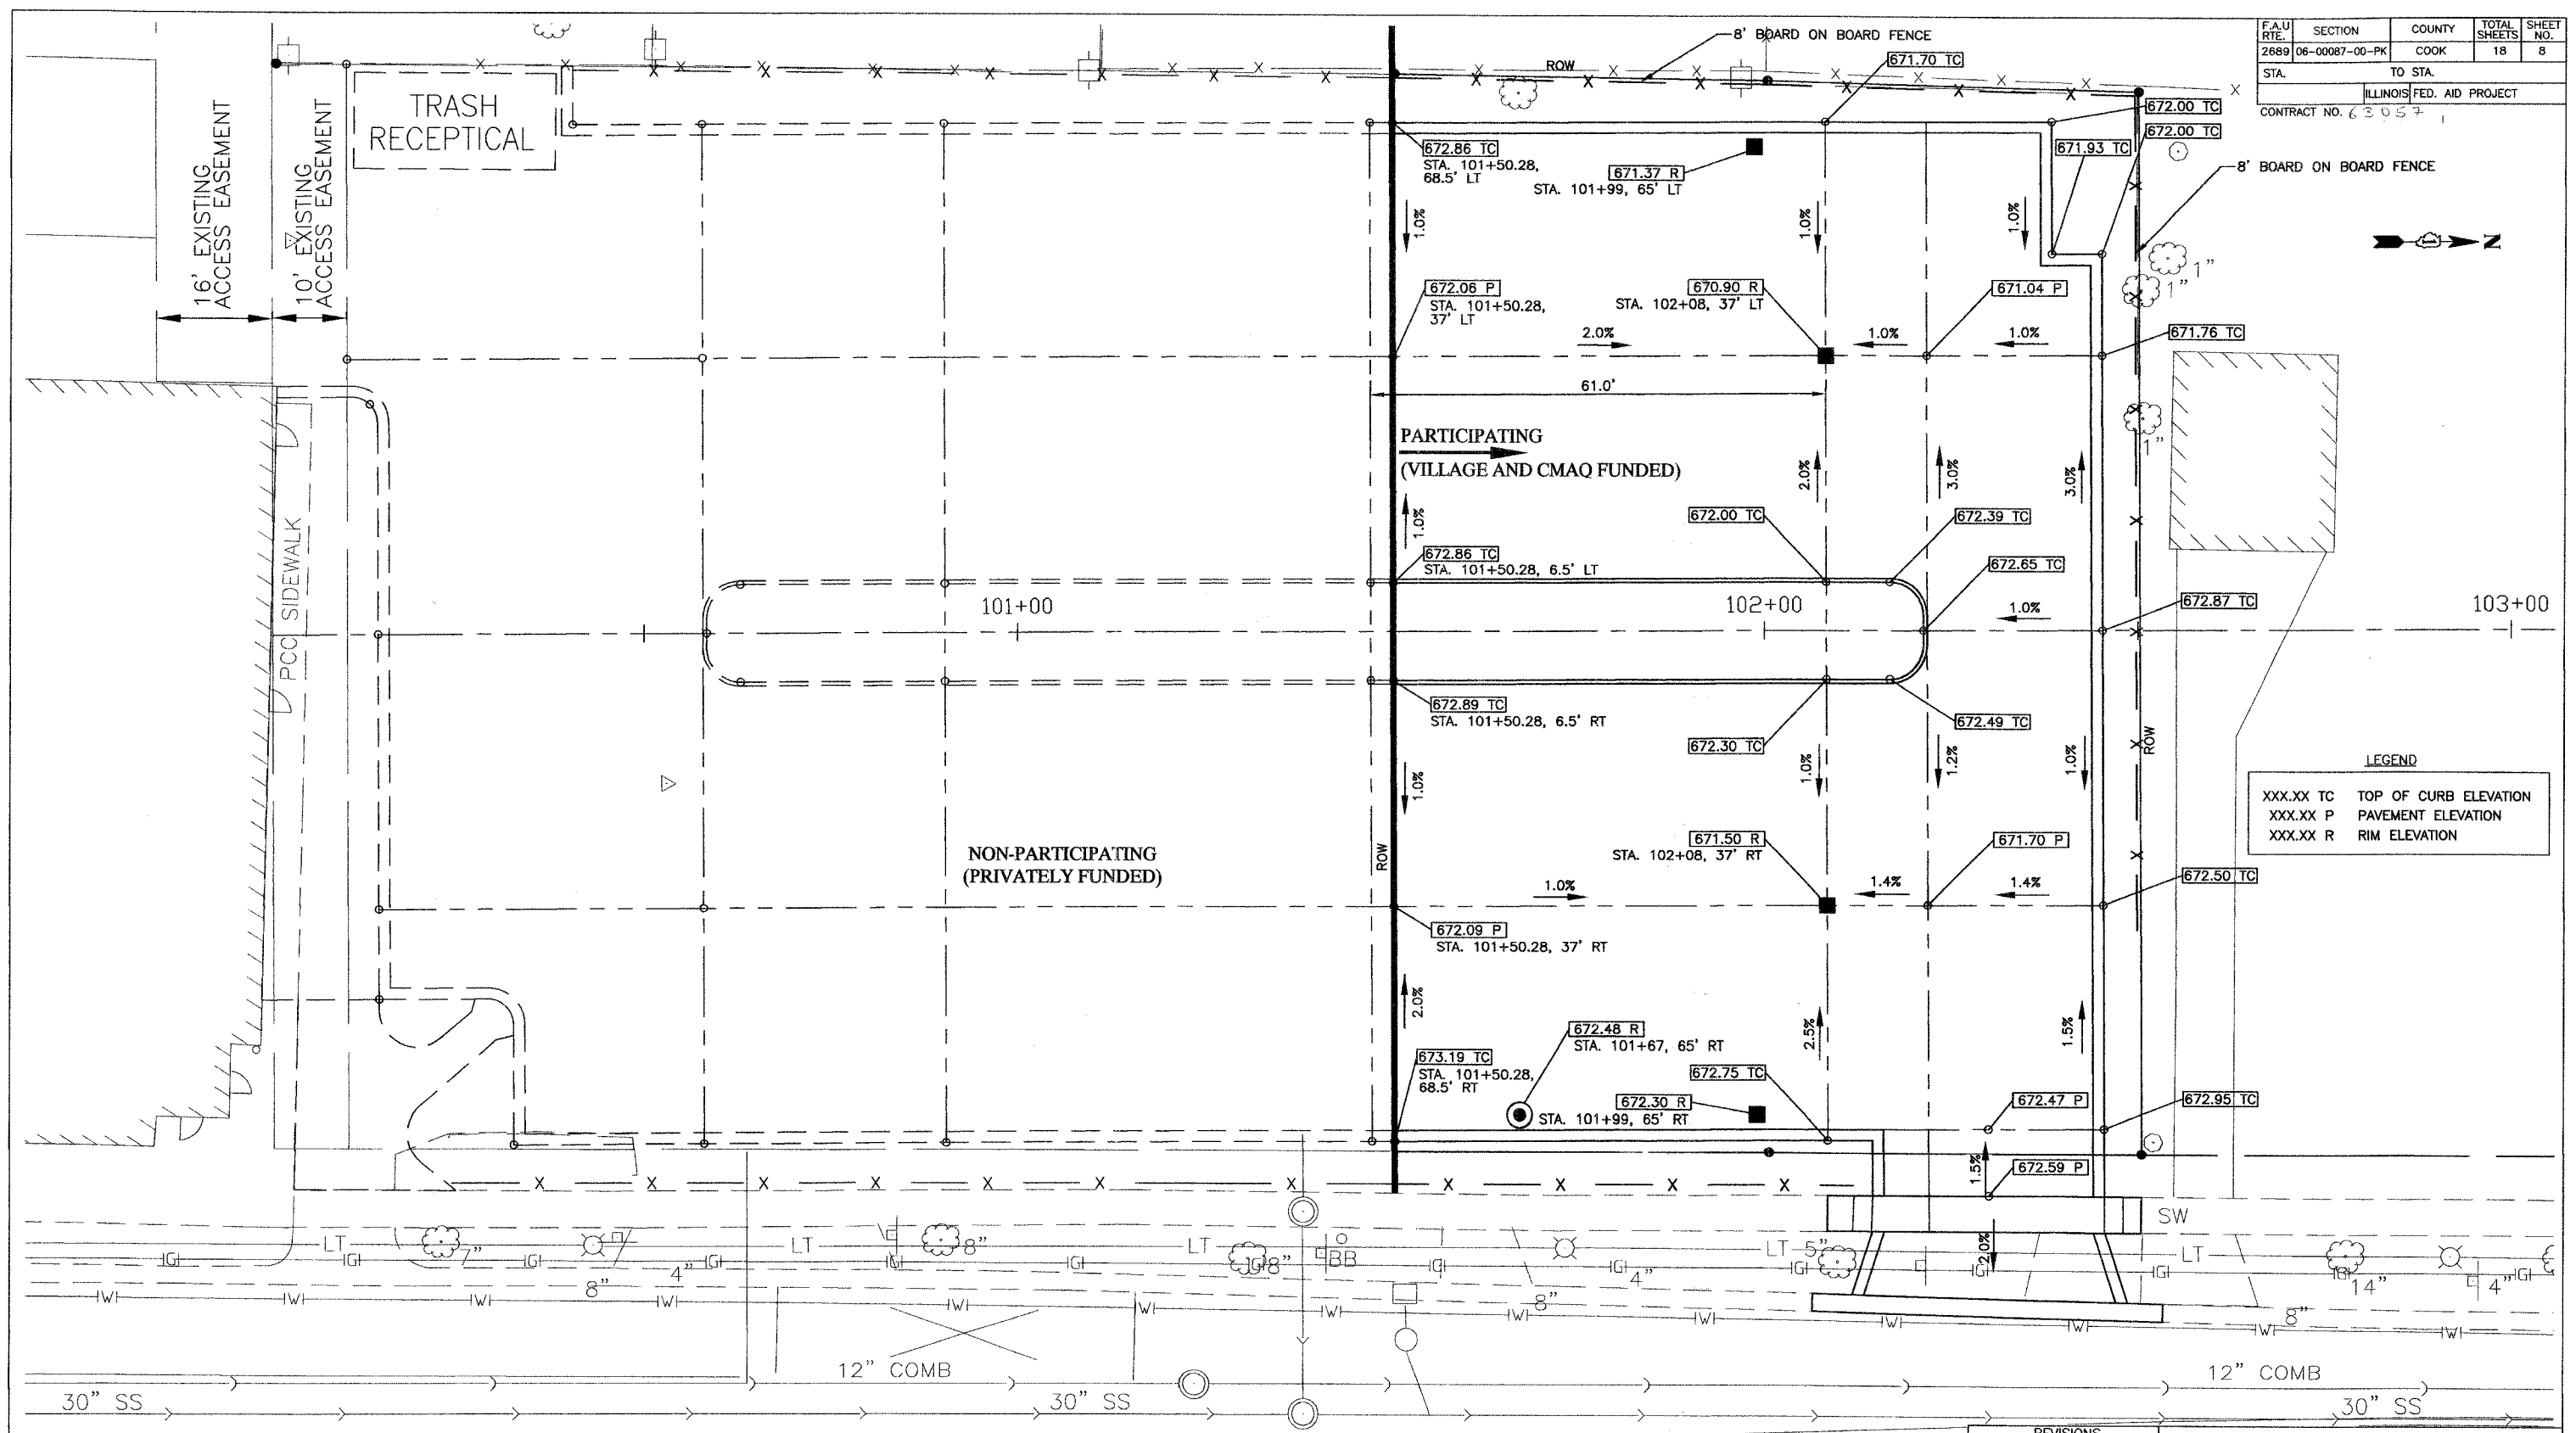 F.A.U RTE. SECTION COUNTY TOTAL SHEETS SHEET NO.
2689 06-00087-00-PK COOK 18 8
STA. TO STA.
ILLINOIS FED. AID PROJECT
CONTRACT NO. 63057
8' BOARD ON BOARD FENCE
ROW
671.70 TC
672.00 TC
672.00 TC
671.93 TC
8' BOARD ON BOARD FENCE
N
TRASH
RECEPTICAL
16' EXISTING
ACCESS EASEMENT
10' EXISTING
ACCESS EASEMENT
672.86 TC
STA. 101+50.28,
68.5' LT
671.37 R
STA. 101+99, 65' LT
1.0%
1.0%
1.0%
672.06 P
STA. 101+50.28,
37' LT
670.90 R
STA. 102+08, 37' LT
671.04 P
1"
1"
2.0%
1.0%
1.0%
671.76 TC
61.0'
PARTICIPATING
(VILLAGE AND CMAQ FUNDED)
1"
2.0%
3.0%
3.0%
1.0%
672.00 TC
672.39 TC
672.86 TC
STA. 101+50.28, 6.5' LT
672.65 TC
PCC SIDEWALK
101+00
102+00
1.0%
672.87 TC
103+00
672.89 TC
STA. 101+50.28, 6.5' RT
672.49 TC
672.30 TC
1.0%
1.0%
1.2%
1.0%
ROW
LEGEND
XXX.XX TC TOP OF CURB ELEVATION
XXX.XX P PAVEMENT ELEVATION
XXX.XX R RIM ELEVATION
NON-PARTICIPATING
(PRIVATELY FUNDED)
ROW
671.50 R
STA. 102+08, 37' RT
671.70 P
1.0%
1.4%
1.4%
672.50 TC
672.09 P
STA. 101+50.28, 37' RT
2.0%
2.5%
1.5%
672.48 R
STA. 101+67, 65' RT
673.19 TC
STA. 101+50.28,
68.5' RT
672.75 TC
672.30 R
STA. 101+99, 65' RT
672.47 P
672.95 TC
1.5%
672.59 P
SW
2.0%
LT 7" LT 8" LT 8" BB LT 5" LT
G G G G G G G G G G G G G
8" 4" 4" 14" 4"
W W W W W W W 8" W W W W W 8" W
12" COMB
12" COMB
30" SS
30" SS
30" SS
REVISIONS